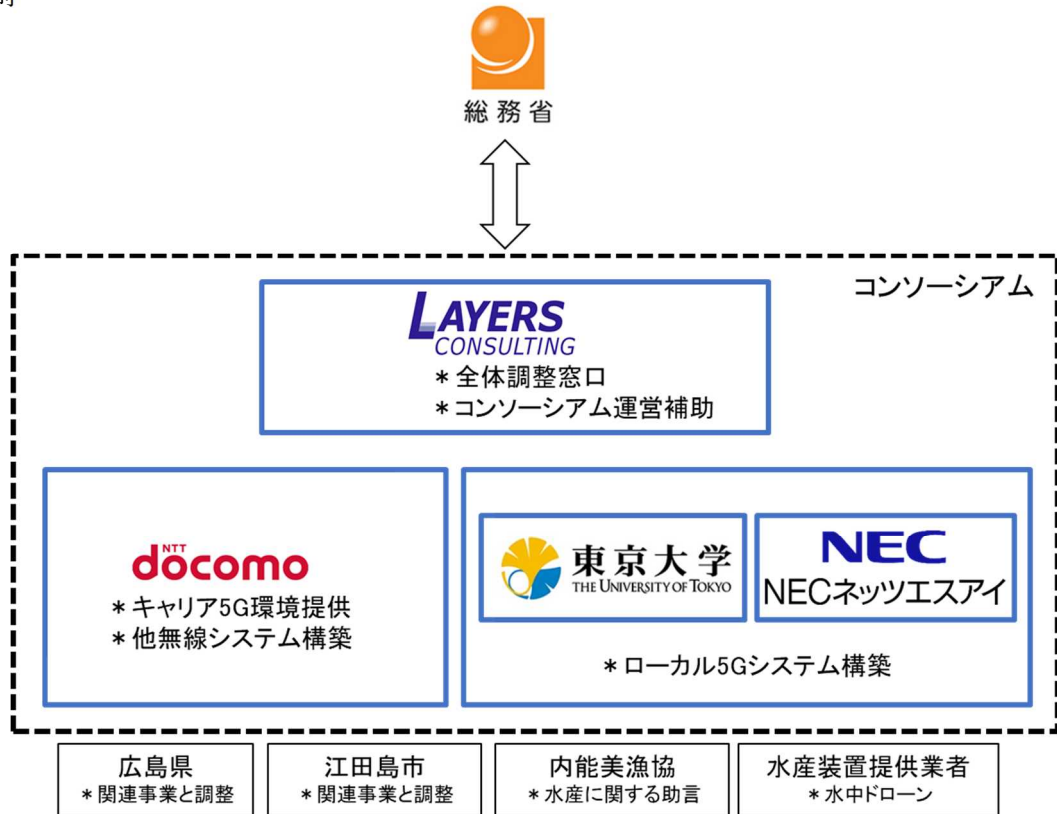 総務省
コンソーシアム
LAYERS
CONSULTING
*全体調整窓口
*コンソーシアム運営補助
NTT
döcomo
*キャリア5G環境提供
*他無線システム構築
東京大学
THE UNIVERSITY OF TOKYO
NEC
NECネッツエスアイ
*ローカル5Gシステム構築
広島県
*関連事業と調整
江田島市
*関連事業と調整
内能美漁協
*水産に関する助言
水産装置提供業者
*水中ドローン